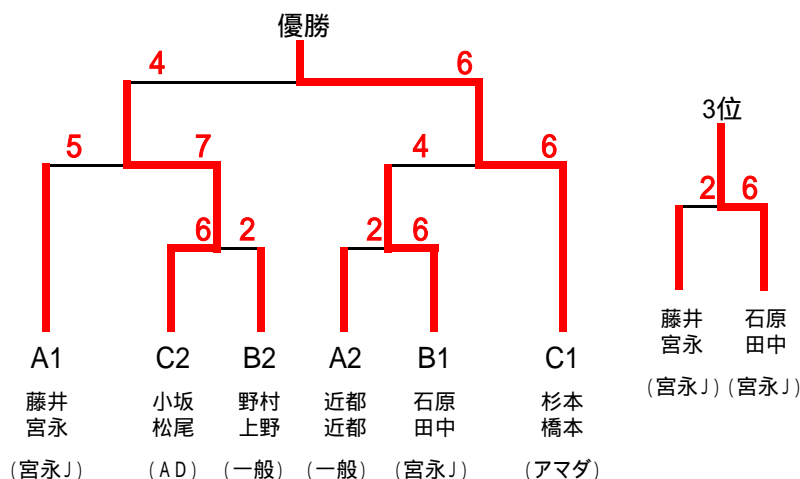 優勝
4 6
3位
5 7 4 6
2 6
6 2 2 6
A1 C2 B2 A2 B1 C1
藤井 石原
宮永 田中
(宮永J) (宮永J)
藤井 小坂 野村 近都 石原 杉本
宮永 松尾 上野 近都 田中 橋本
(宮永J) (AD) (一般) (一般) (宮永J) (アマダ)